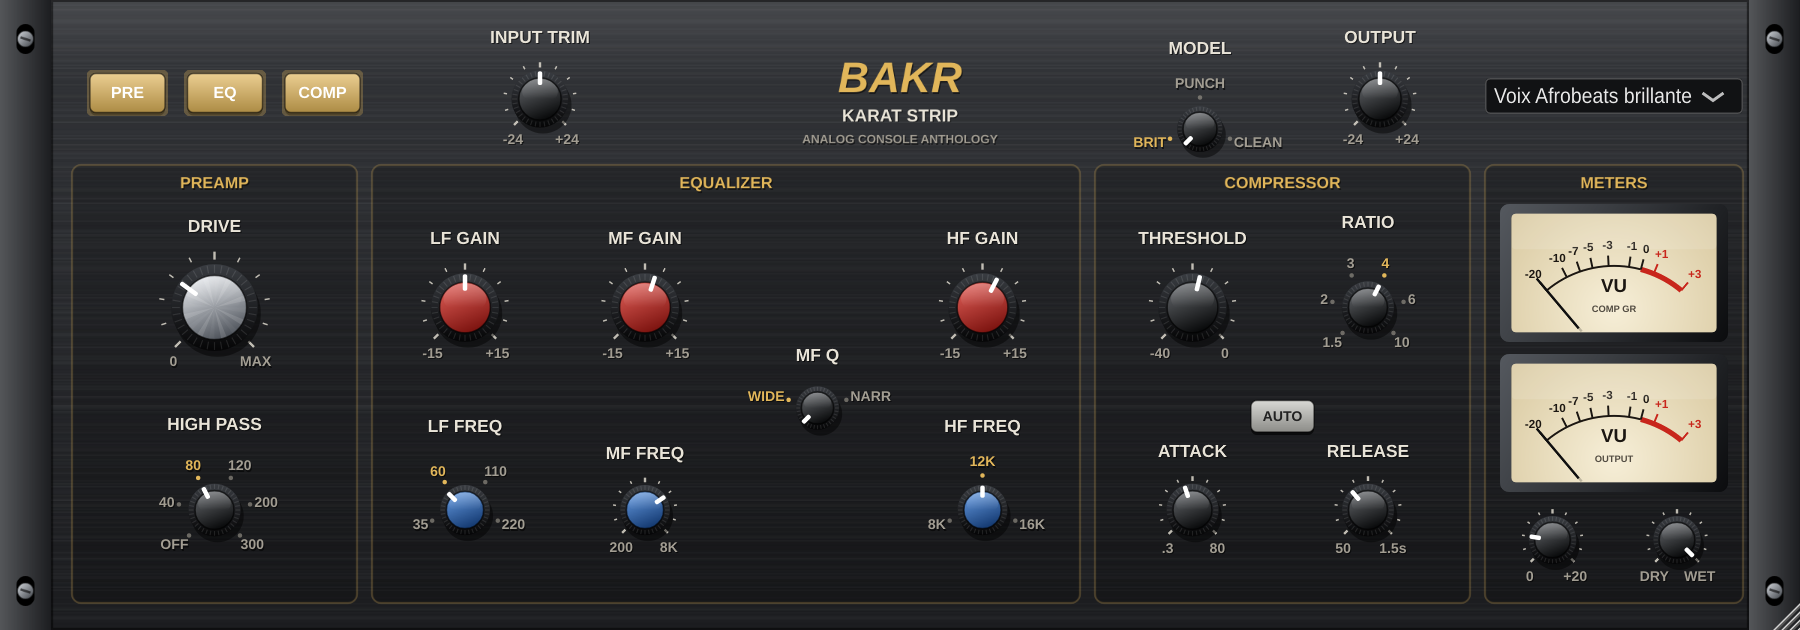 INPUT TRIM
-24 +24
PRE EQ COMP
BAKR
KARAT STRIP
ANALOG CONSOLE ANTHOLOGY
MODEL
PUNCH
BRIT CLEAN
OUTPUT
-24 +24
Voix Afrobeats brillante
PREAMP
DRIVE
0 MAX
HIGH PASS
80 120
40 200
OFF 300
EQUALIZER
LF GAIN
-15 +15
MF GAIN
-15 +15
HF GAIN
-15 +15
MF Q
WIDE NARR
LF FREQ
60 110
35 220
MF FREQ
200 8K
HF FREQ
12K
8K 16K
COMPRESSOR
THRESHOLD
-40 0
RATIO
3 4
2 6
1.5 10
AUTO
ATTACK
.3 80
RELEASE
50 1.5s
METERS
-20 -10 -7 -5 -3 -1 0 +1 +3
VU
COMP GR
-20 -10 -7 -5 -3 -1 0 +1 +3
VU
OUTPUT
0 +20
DRY WET